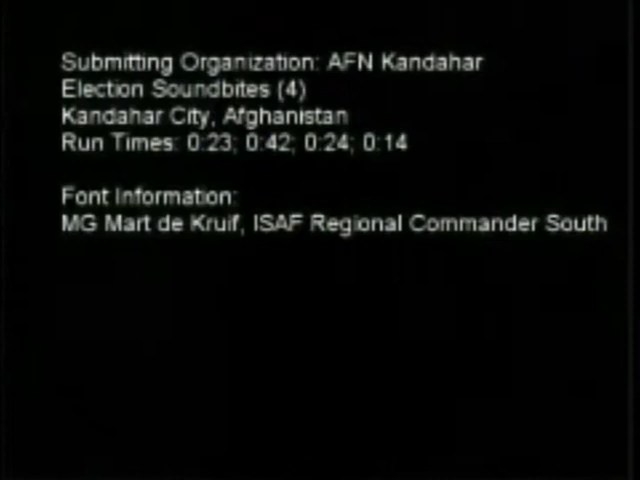 Submitting Organization: AFN Kandahar
Election Soundbites (4)
Kandahar City, Afghanistan
Run Times: 0:23; 0:42; 0:24; 0:14
Font Information:
MG Mart de Kruif, ISAF Regional Commander South